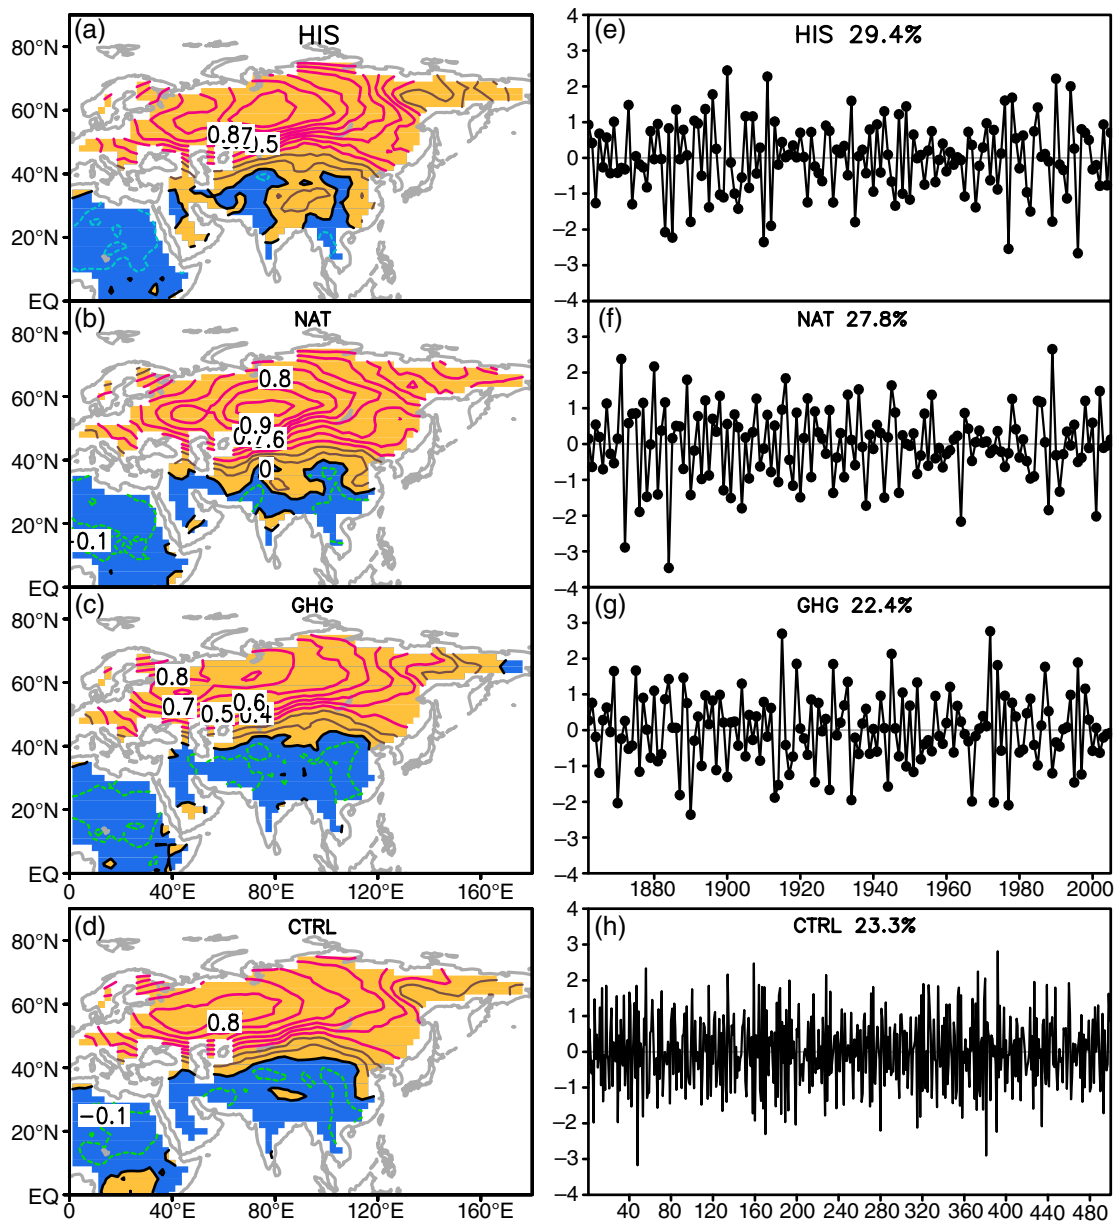 (a) HIS
80°N
60°N
40°N
20°N
EQ
0.87
0.5
(e) HIS 29.4%
4
3
2
1
0
−1
−2
−3
−4
(b) NAT
80°N
60°N
40°N
20°N
EQ
0.8
0.9
0.7.6
0
-0.1
(f) NAT 27.8%
3
2
1
0
−1
−2
−3
−4
(c) GHG
80°N
60°N
40°N
20°N
EQ
0.8
0.7
0.5
0.6
0.4
0 40°E 80°E 120°E 160°E
(g) GHG 22.4%
3
2
1
0
−1
−2
−3
−4
1880 1900 1920 1940 1960 1980 2000
(d) CTRL
80°N
60°N
40°N
20°N
EQ
0.8
−0.1
0 40°E 80°E 120°E 160°E
(h) CTRL 23.3%
4
3
2
1
0
−1
−2
−3
−4
40 80 120 160 200 240 280 320 360 400 440 480